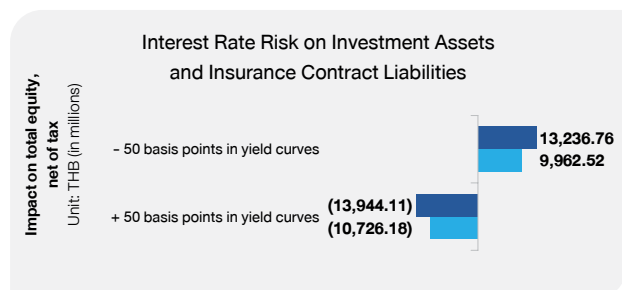 Interest Rate Risk on Investment Assets
and Insurance Contract Liabilities
Impact on total equity,
net of tax
Unit: THB (in millions)
- 50 basis points in yield curves
13,236.76
9,962.52
+ 50 basis points in yield curves
(13,944.11)
(10,726.18)